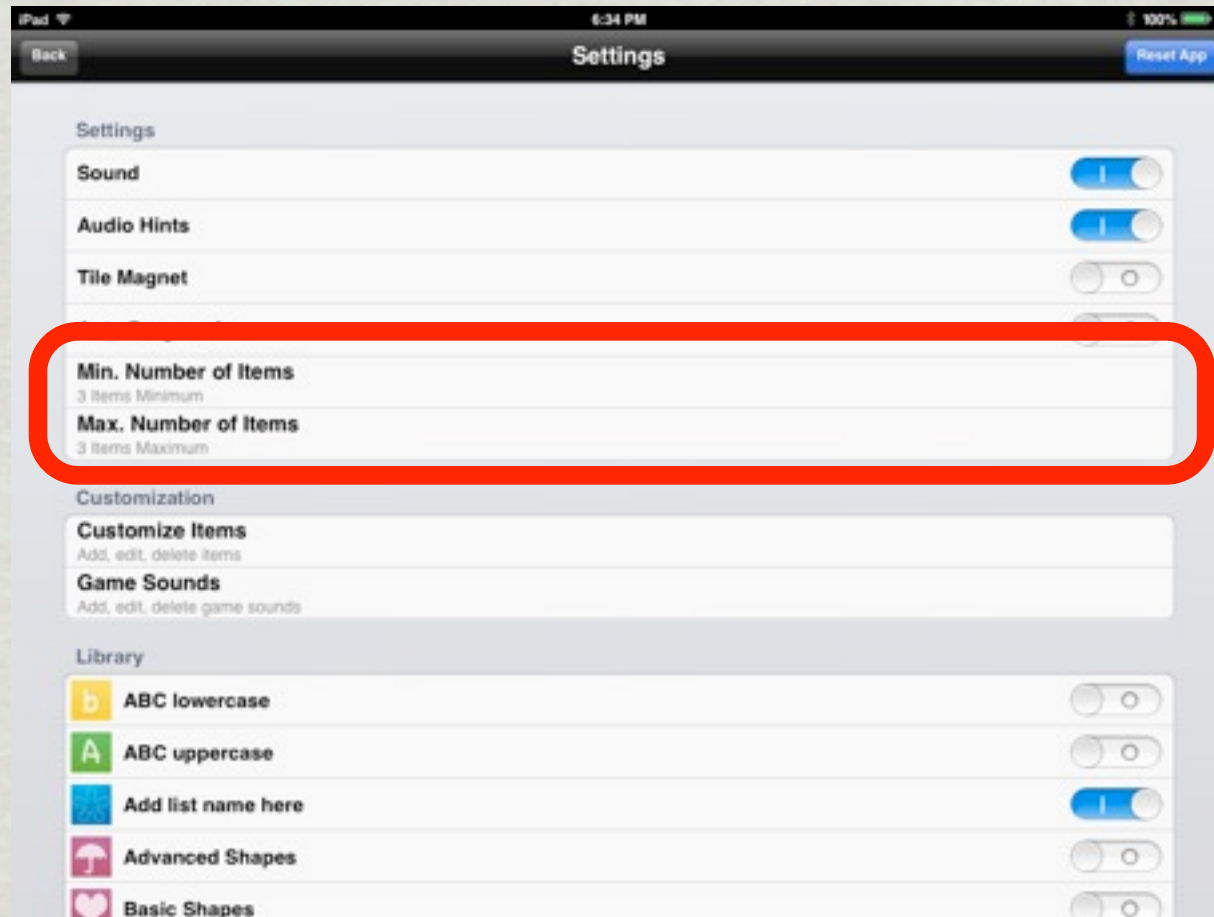 iPad 6:34 PM 100%
Back Settings Reset App
Settings
Sound
Audio Hints
Tile Magnet
Min. Number of Items
3 Items Minimum
Max. Number of Items
3 Items Maximum
Customization
Customize Items
Add, edit, delete items
Game Sounds
Add, edit, delete game sounds
Library
b ABC lowercase
A ABC uppercase
Add list name here
Advanced Shapes
Basic Shapes